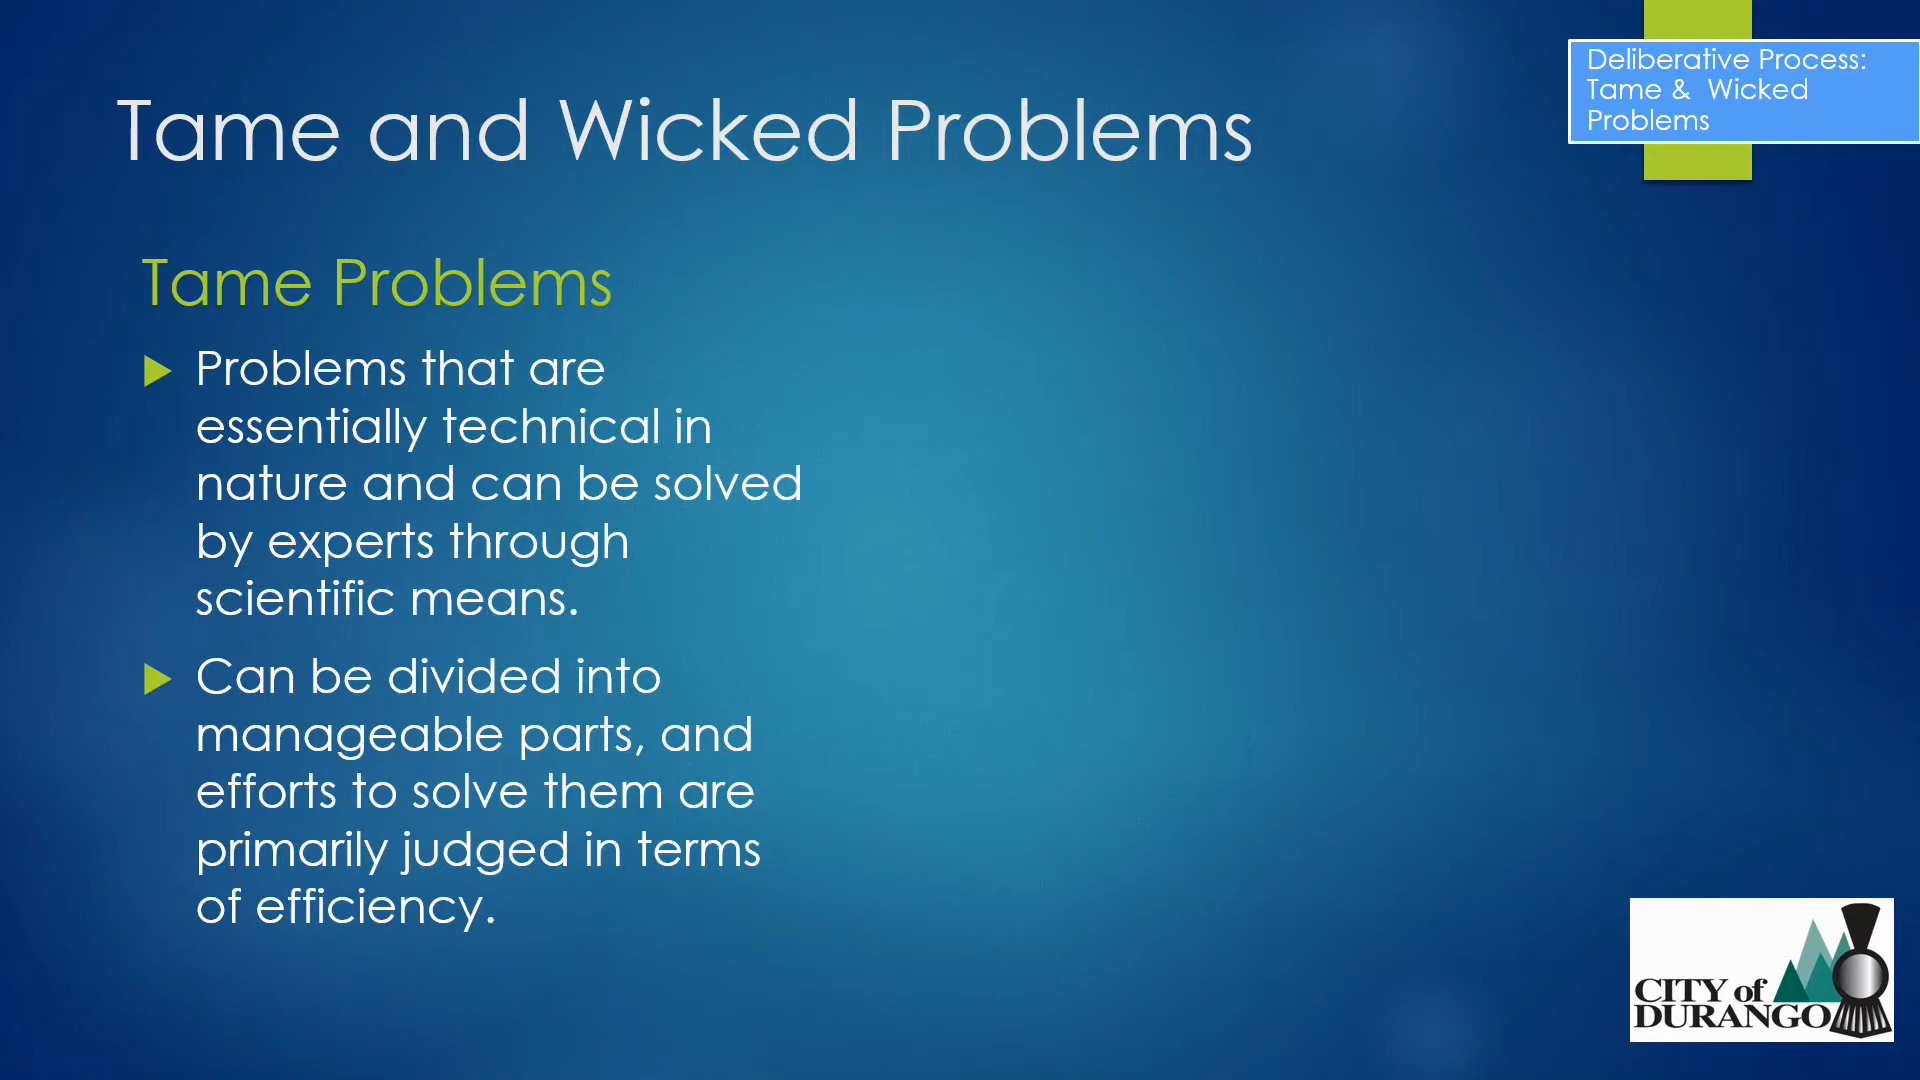 Deliberative Process:
Tame & Wicked
Problems
Tame and Wicked Problems
Tame Problems
Problems that are
essentially technical in
nature and can be solved
by experts through
scientific means.
Can be divided into
manageable parts, and
efforts to solve them are
primarily judged in terms
of efficiency.
CITY of
DURANGO